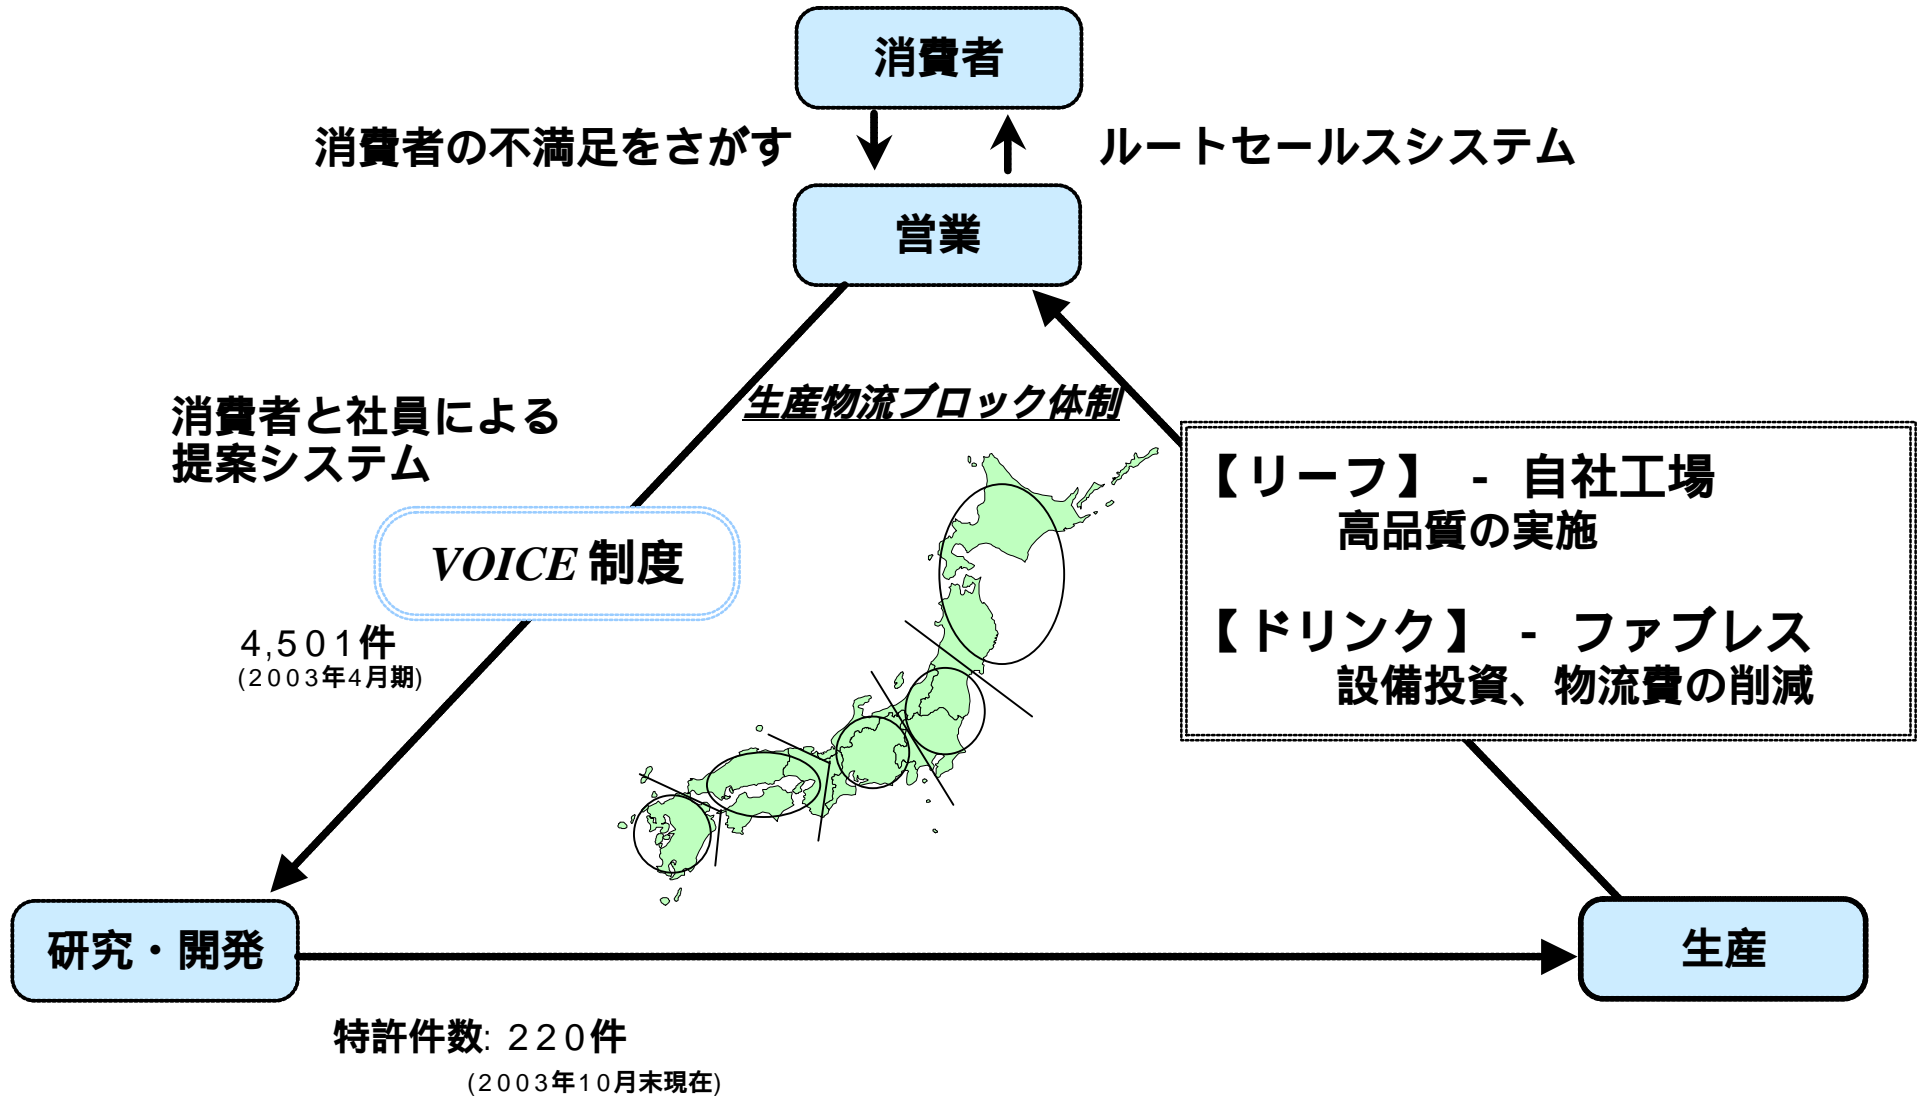 消費者
消費者の不満足をさがす
ルートセールスシステム
営業
生産物流ブロック体制
消費者と社員による
提案システム
VOICE 制度
4,501件
(2003年4月期)
【リーフ】 - 自社工場
高品質の実施
【ドリンク】 - ファブレス
設備投資、物流費の削減
研究・開発
生産
特許件数: 220件
(2003年10月末現在)